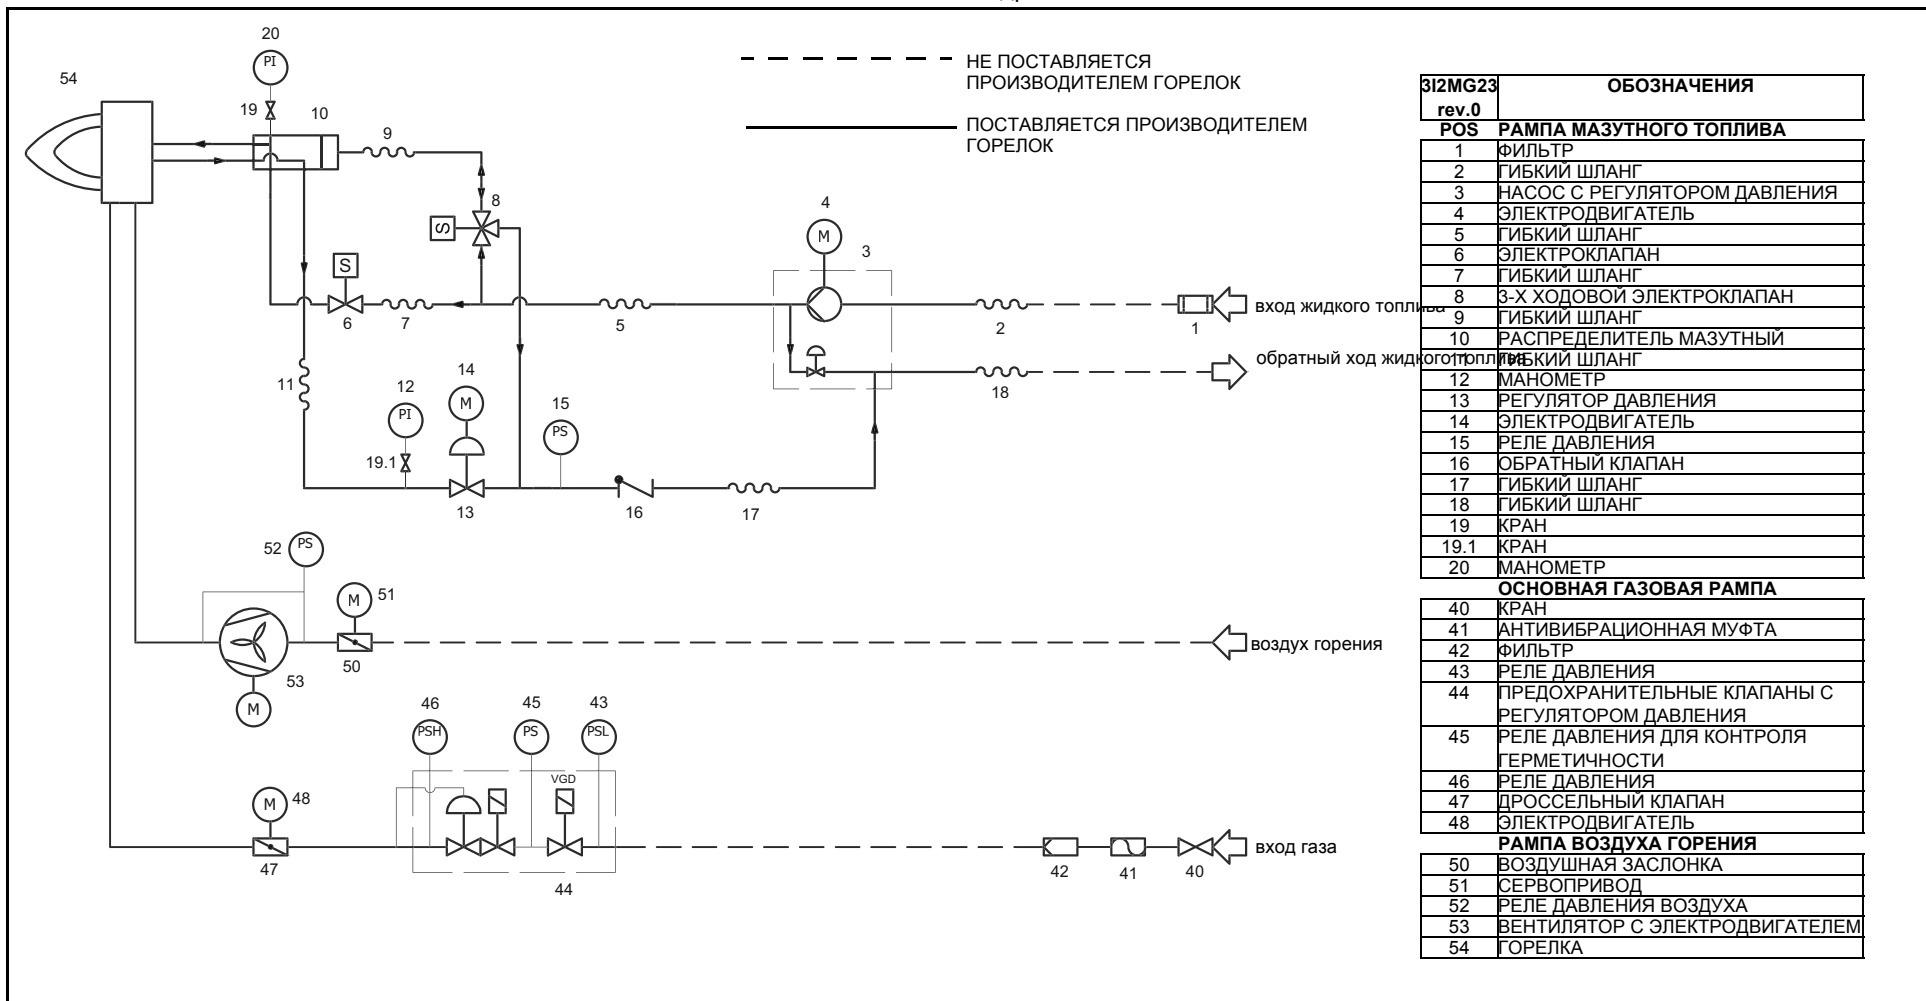 20
PI
54
19
10
9
8
S
S
4
M
3
6
7
5
2
1
11
12
14
15
PI
M
PS
19.1
13
16
17
18
НЕ ПОСТАВЛЯЕТСЯ
ПРОИЗВОДИТЕЛЕМ ГОРЕЛОК
ПОСТАВЛЯЕТСЯ ПРОИЗВОДИТЕЛЕМ
ГОРЕЛОК
вход жидкого топлива
обратный ход жидкого топлива
52
PS
M
51
50
53
M
воздух горения
46
45
43
PSH
PS
PSL
VGD
M
48
47
44
42
41
40
вход газа
3I2MG23 ОБОЗНАЧЕНИЯ
rev.0
POS РАМПА МАЗУТНОГО ТОПЛИВА
1 ФИЛЬТР
2 ГИБКИЙ ШЛАНГ
3 НАСОС С РЕГУЛЯТОРОМ ДАВЛЕНИЯ
4 ЭЛЕКТРОДВИГАТЕЛЬ
5 ГИБКИЙ ШЛАНГ
6 ЭЛЕКТРОКЛАПАН
7 ГИБКИЙ ШЛАНГ
8 3-Х ХОДОВОЙ ЭЛЕКТРОКЛАПАН
9 ГИБКИЙ ШЛАНГ
10 РАСПРЕДЕЛИТЕЛЬ МАЗУТНЫЙ
11 ГИБКИЙ ШЛАНГ
12 МАНОМЕТР
13 РЕГУЛЯТОР ДАВЛЕНИЯ
14 ЭЛЕКТРОДВИГАТЕЛЬ
15 РЕЛЕ ДАВЛЕНИЯ
16 ОБРАТНЫЙ КЛАПАН
17 ГИБКИЙ ШЛАНГ
18 ГИБКИЙ ШЛАНГ
19 КРАН
19.1 КРАН
20 МАНОМЕТР
ОСНОВНАЯ ГАЗОВАЯ РАМПА
40 КРАН
41 АНТИВИБРАЦИОННАЯ МУФТА
42 ФИЛЬТР
43 РЕЛЕ ДАВЛЕНИЯ
44 ПРЕДОХРАНИТЕЛЬНЫЕ КЛАПАНЫ С
РЕГУЛЯТОРОМ ДАВЛЕНИЯ
45 РЕЛЕ ДАВЛЕНИЯ ДЛЯ КОНТРОЛЯ
ГЕРМЕТИЧНОСТИ
46 РЕЛЕ ДАВЛЕНИЯ
47 ДРОССЕЛЬНЫЙ КЛАПАН
48 ЭЛЕКТРОДВИГАТЕЛЬ
РАМПА ВОЗДУХА ГОРЕНИЯ
50 ВОЗДУШНАЯ ЗАСЛОНКА
51 СЕРВОПРИВОД
52 РЕЛЕ ДАВЛЕНИЯ ВОЗДУХА
53 ВЕНТИЛЯТОР С ЭЛЕКТРОДВИГАТЕЛЕМ
54 ГОРЕЛКА